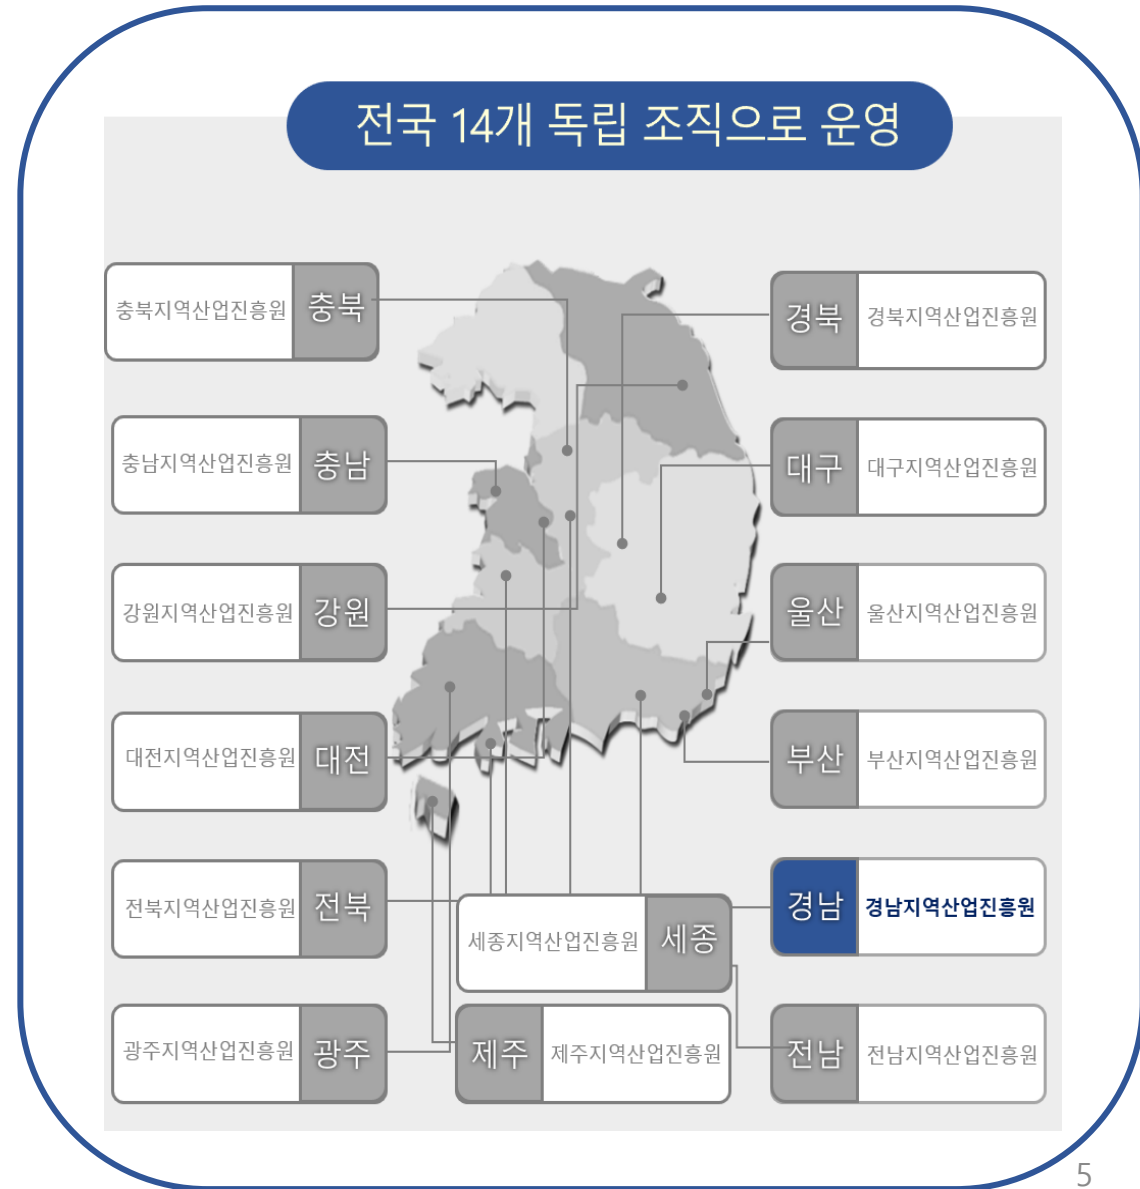 전국 14개 독립 조직으로 운영
충북지역산업진흥원 충북
경북 경북지역산업진흥원
충남지역산업진흥원 충남
대구 대구지역산업진흥원
강원지역산업진흥원 강원
울산 울산지역산업진흥원
대전지역산업진흥원 대전
부산 부산지역산업진흥원
전북지역산업진흥원 전북
세종지역산업진흥원 세종
경남 경남지역산업진흥원
광주지역산업진흥원 광주
제주 제주지역산업진흥원
전남 전남지역산업진흥원
5